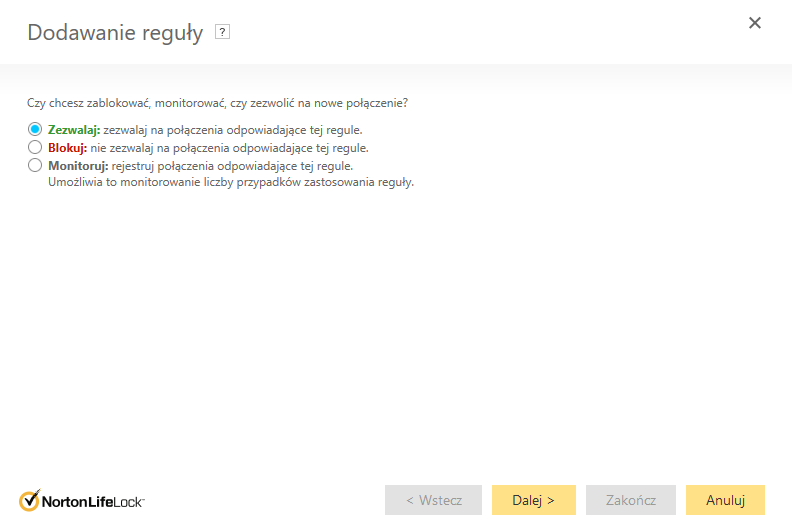 Dodawanie reguły ?
Czy chcesz zablokować, monitorować, czy zezwolić na nowe połączenie?
Zezwalaj: zezwalaj na połączenia odpowiadające tej regule.
Blokuj: nie zezwalaj na połączenia odpowiadające tej regule.
Monitoruj: rejestruj połączenia odpowiadające tej regule.
Umożliwia to monitorowanie liczby przypadków zastosowania reguły.
NortonLifeLock < Wstecz Dalej > Zakończ Anuluj